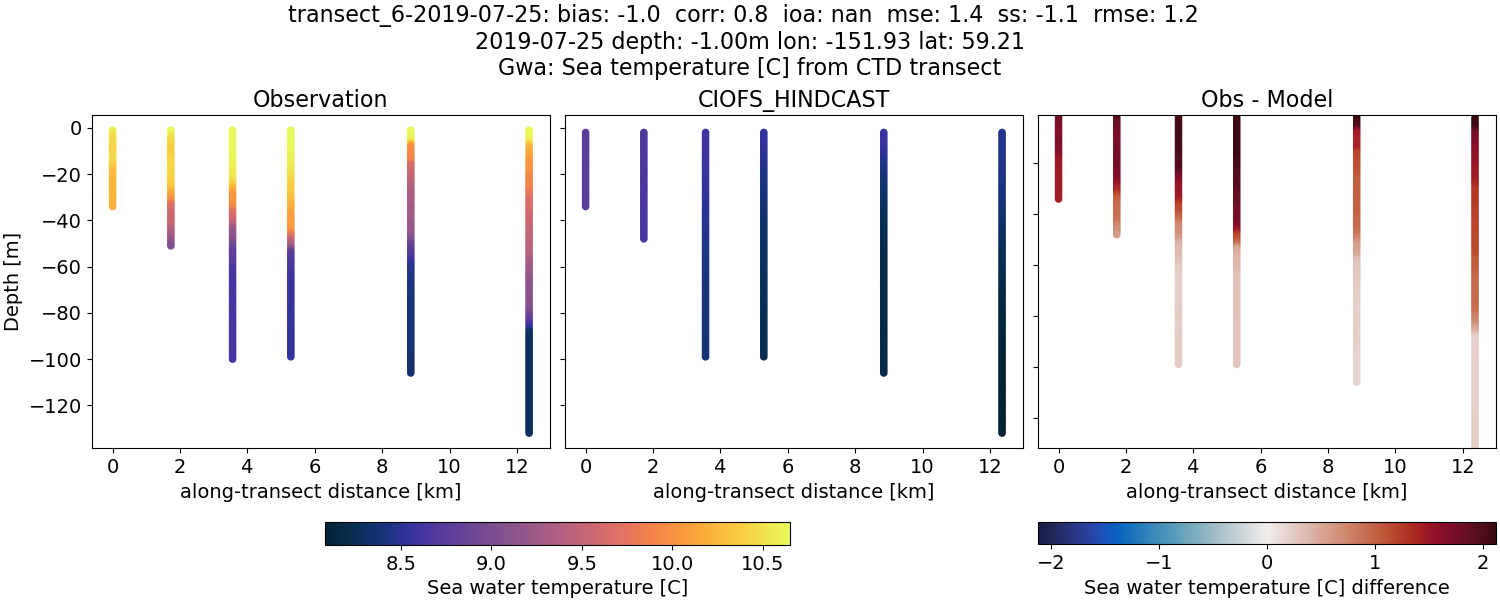 transect_6-2019-07-25: bias: -1.0  corr: 0.8  ioa: nan  mse: 1.4  ss: -1.1  rmse: 1.2
2019-07-25 depth: -1.00m lon: -151.93 lat: 59.21
Gwa: Sea temperature [C] from CTD transect
Observation
CIOFS_HINDCAST
Obs - Model
Depth [m]
0
−20
−40
−60
−80
−100
−120
0 2 4 6 8 10 12
0 2 4 6 8 10 12
0 2 4 6 8 10 12
along-transect distance [km]
along-transect distance [km]
along-transect distance [km]
8.5 9.0 9.5 10.0 10.5
Sea water temperature [C]
−2 −1 0 1 2
Sea water temperature [C] difference